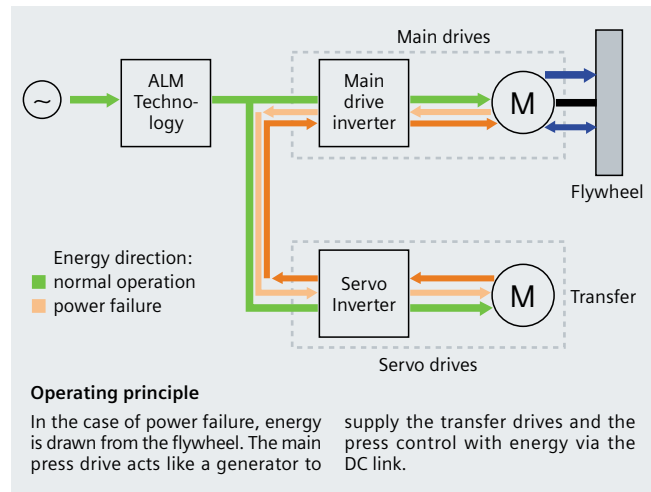 Main drives
~
ALM
Techno-
logy
Main
drive
inverter
M
Flywheel
Energy direction:
normal operation
power failure
Servo
Inverter
M
Transfer
Servo drives
Operating principle
In the case of power failure, energy
is drawn from the flywheel. The main
press drive acts like a generator to
supply the transfer drives and the
press control with energy via the
DC link.